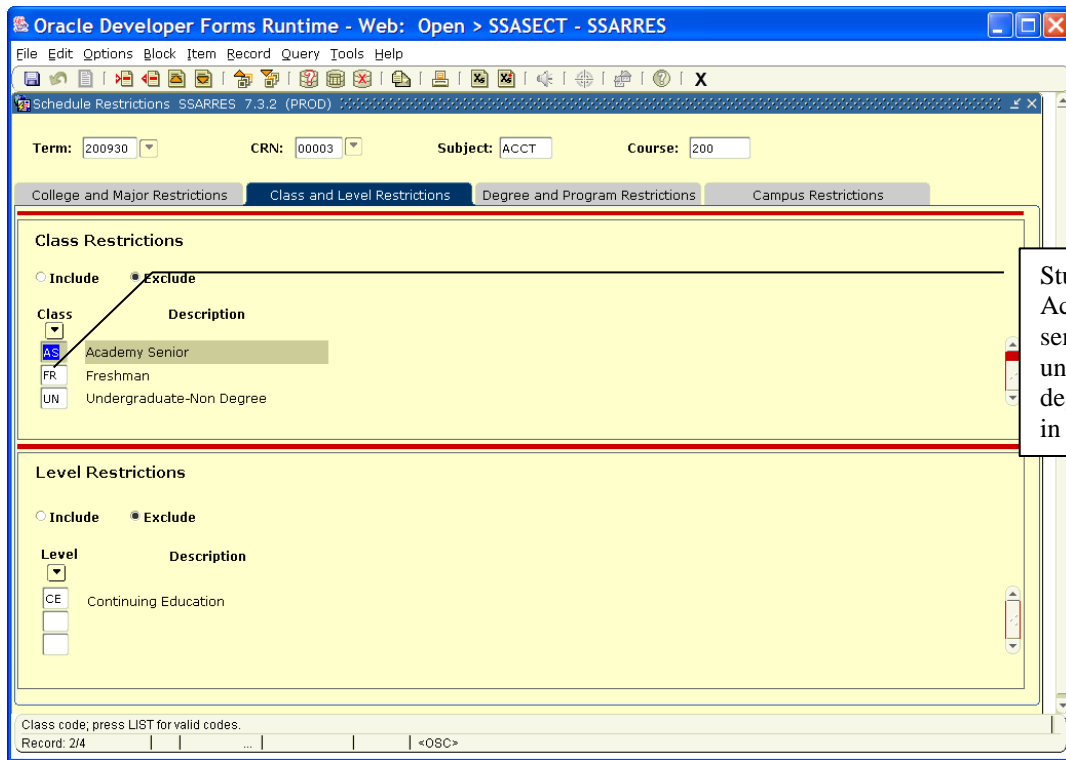 Oracle Developer Forms Runtime - Web: Open > SSASECT - SSARRES
File Edit Options Block Item Record Query Tools Help
X
Schedule Restrictions SSARRES 7.3.2 (PROD)
Term: 200930 CRN: 00003 Subject: ACCT Course: 200
College and Major Restrictions Class and Level Restrictions Degree and Program Restrictions Campus Restrictions
Class Restrictions
Include Exclude
Class Description
AS Academy Senior
FR Freshman
UN Undergraduate-Non Degree
Level Restrictions
Include Exclude
Level Description
CE Continuing Education
Class code; press LIST for valid codes.
Record: 2/4 ... <OSC>
in